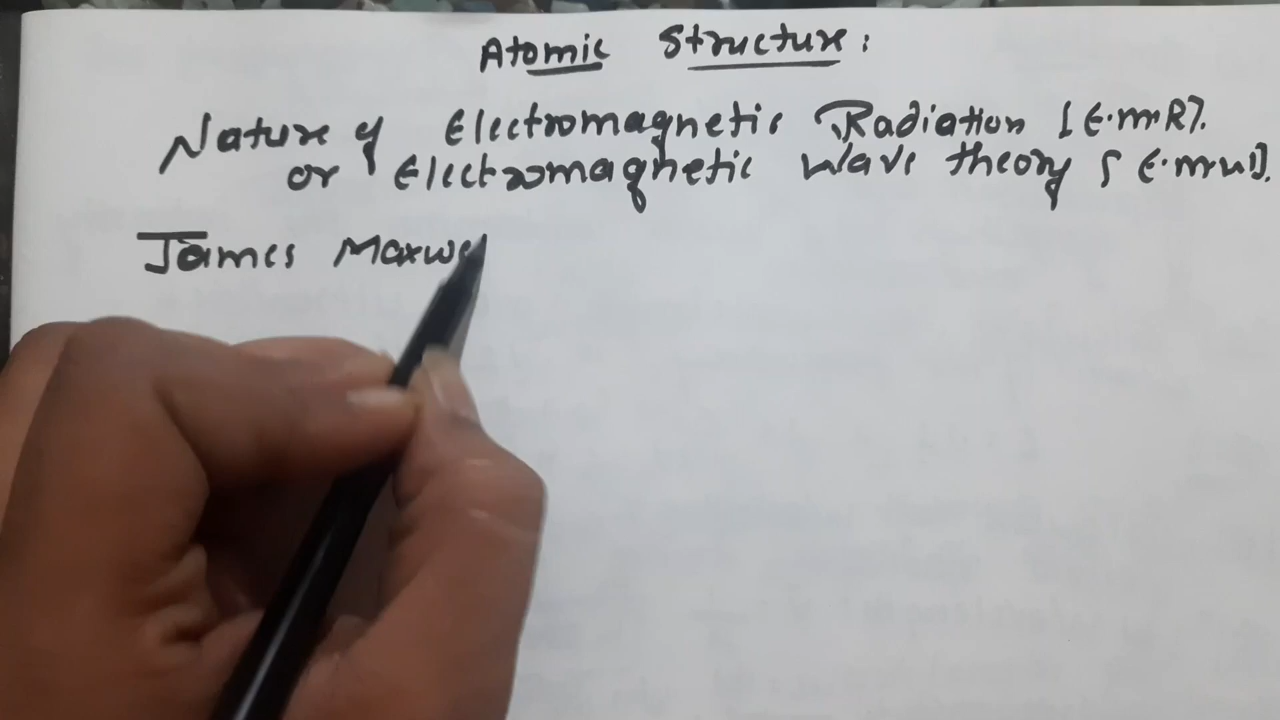 Atomic Structure:
Nature of Electromagnetic Radiation [E.m.R].
or Electromagnetic Wave theory [E.m.w].
James Maxwe